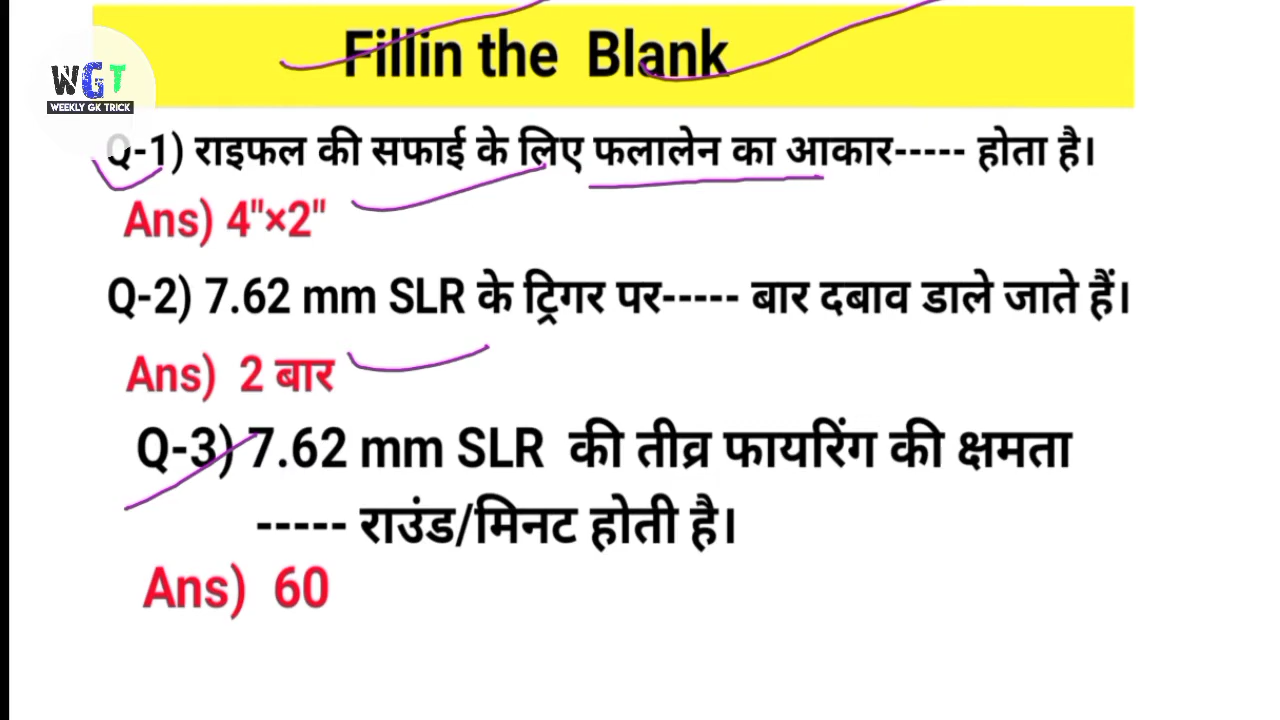 Fillin the Blank
WGT
WEEKLY GK TRICK
Q-1) राइफल की सफाई के लिए फलालेन का आकार----- होता है।
Ans) 4"×2"
Q-2) 7.62 mm SLR के ट्रिगर पर----- बार दबाव डाले जाते हैं।
Ans) 2 बार
Q-3) 7.62 mm SLR की तीव्र फायरिंग की क्षमता
----- राउंड/मिनट होती है।
Ans) 60